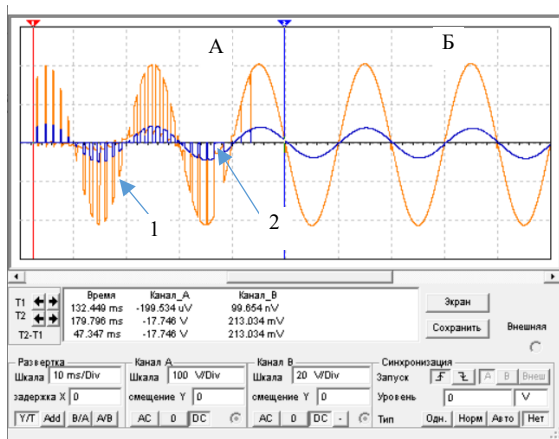 1
2
А
Б
1
2
Время Канал_А Канал_В
T1 132.449 ms -199.534 uV 99.654 nV
T2 179.796 ms -17.746 V 213.034 mV
T2-T1 47.347 ms -17.746 V 213.034 mV
Экран
Сохранить
Внешняя
Развертка Канал А Канал В Синхронизация
Шкала 10 ms/Div Шкала 100 V/Div Шкала 20 V/Div Запуск A B Внеш
задержка X 0 смещение Y 0 смещение Y 0 Уровень 0 V
Y/T Add B/A A/B AC 0 DC AC 0 DC - Тип Одн. Норм Авто Нет